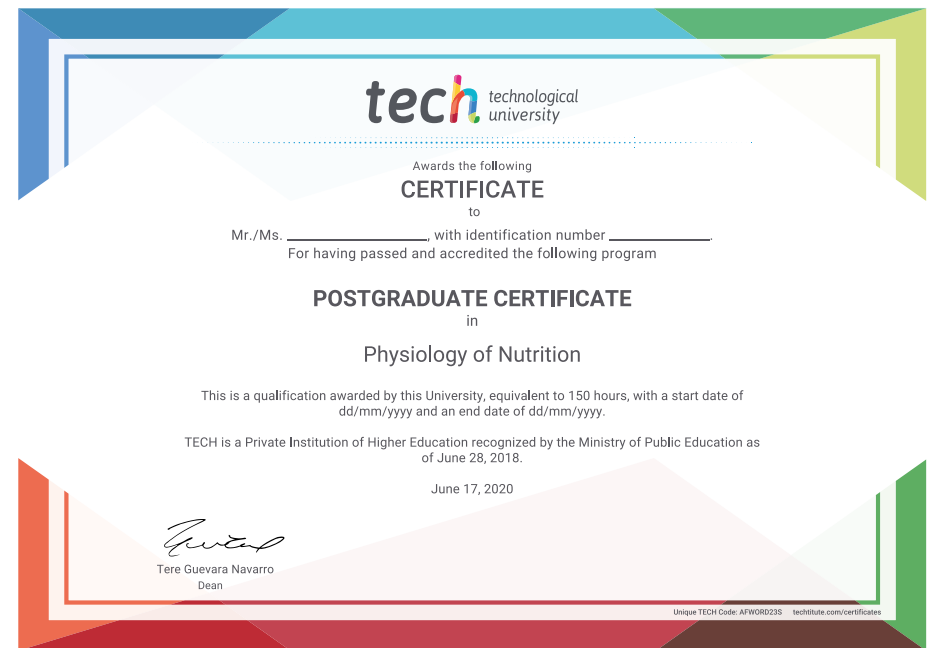 tech technological
university
Awards the following
CERTIFICATE
to
Mr./Ms. ____________________, with identification number ______________.
For having passed and accredited the following program
POSTGRADUATE CERTIFICATE
in
Physiology of Nutrition
This is a qualification awarded by this University, equivalent to 150 hours, with a start date of
dd/mm/yyyy and an end date of dd/mm/yyyy.
TECH is a Private Institution of Higher Education recognized by the Ministry of Public Education as
of June 28, 2018.
June 17, 2020
Tere Guevara Navarro
Dean
Unique TECH Code: AFWORD23S techtitute.com/certificates